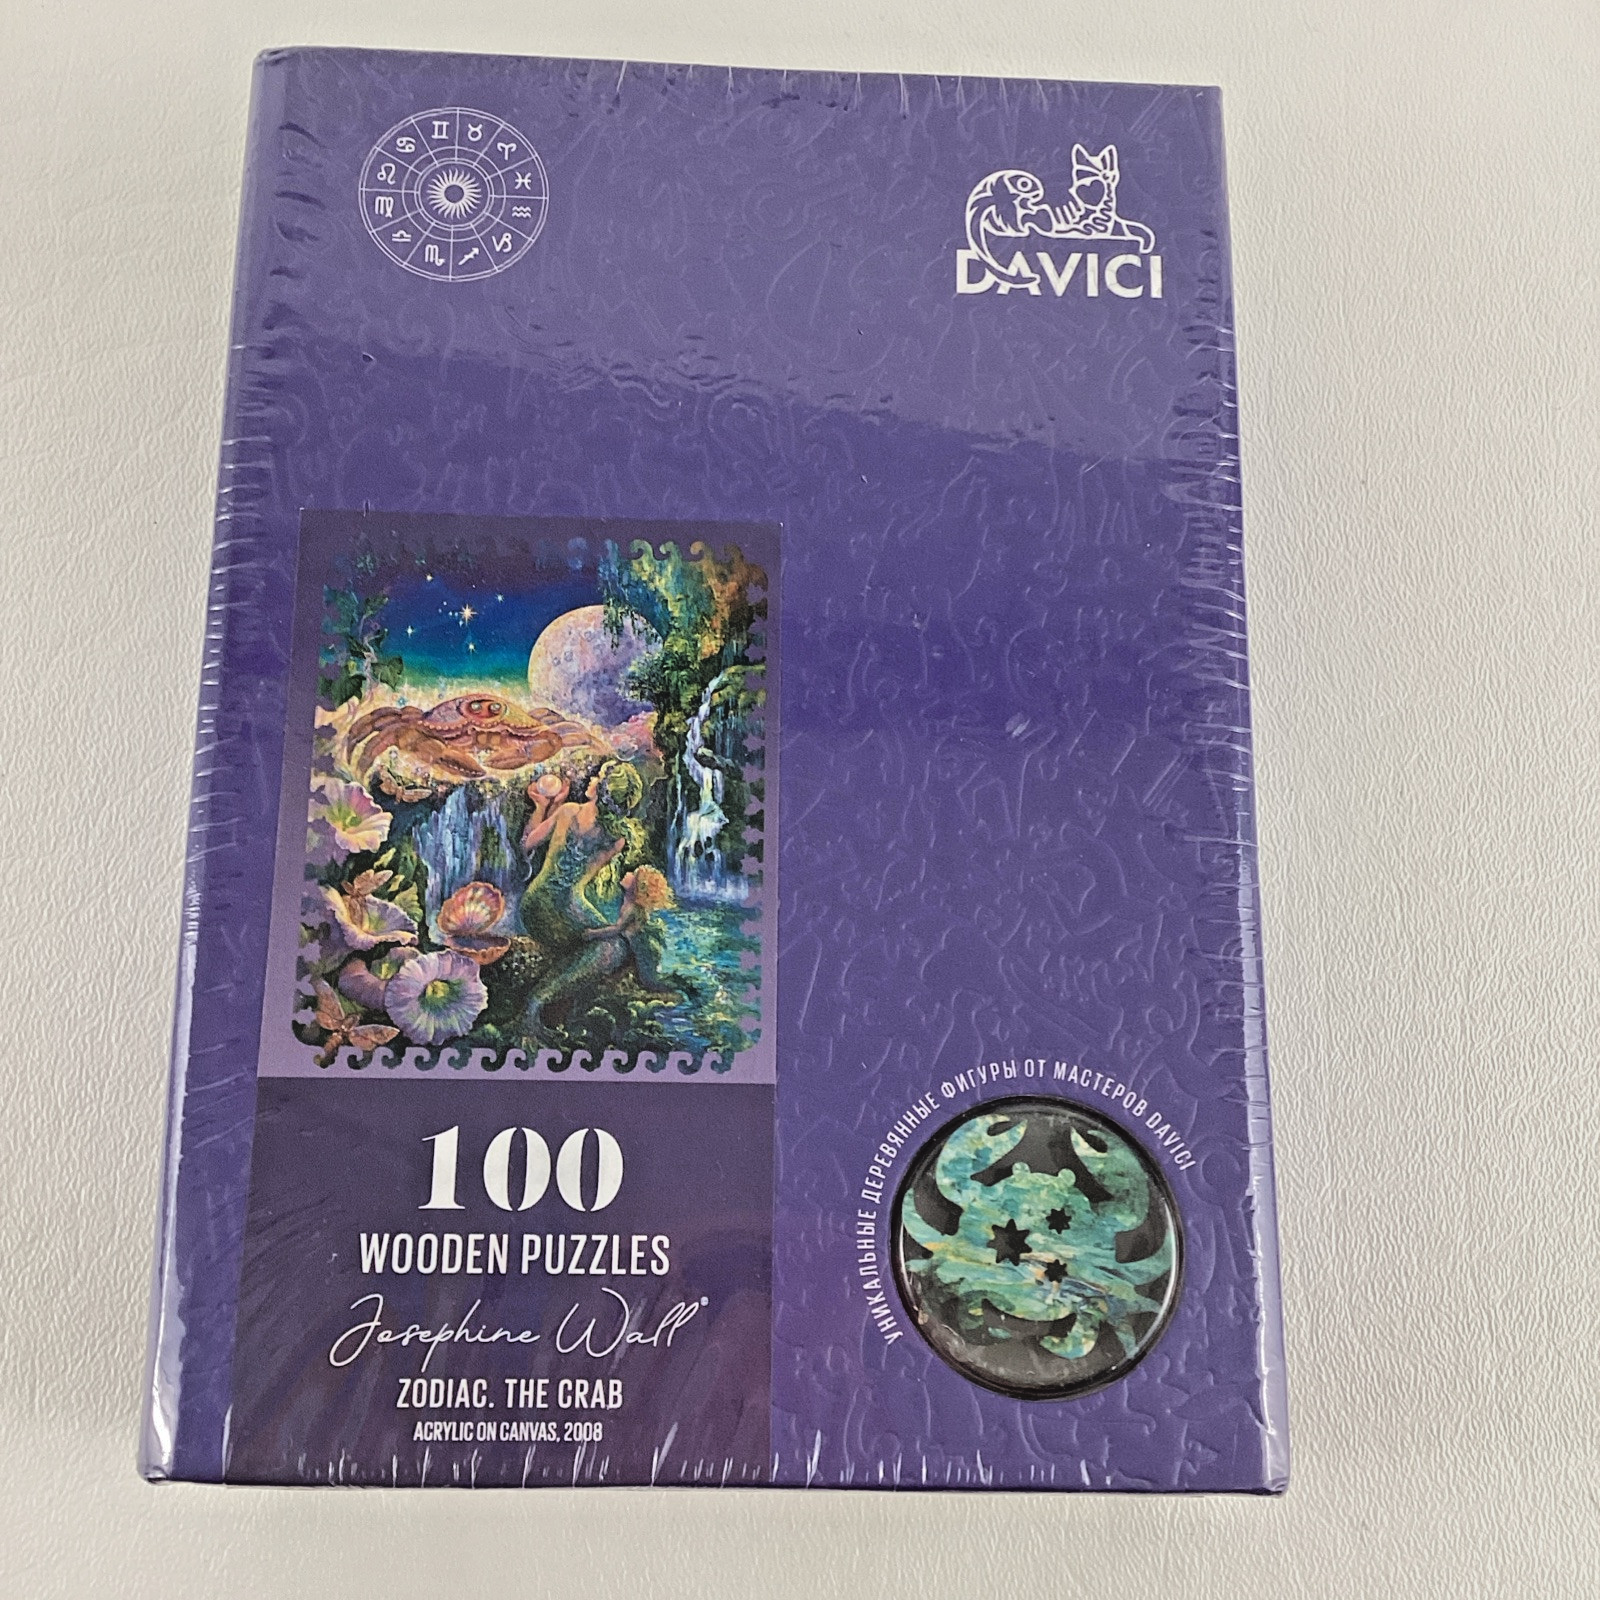 DAVICI
100
WOODEN PUZZLES
Josephine Wall®
ZODIAC. THE CRAB
ACRYLIC ON CANVAS, 2008
УНИКАЛЬНЫЕ ДЕРЕВЯННЫЕ ФИГУРЫ ОТ МАСТЕРОВ DAVICI